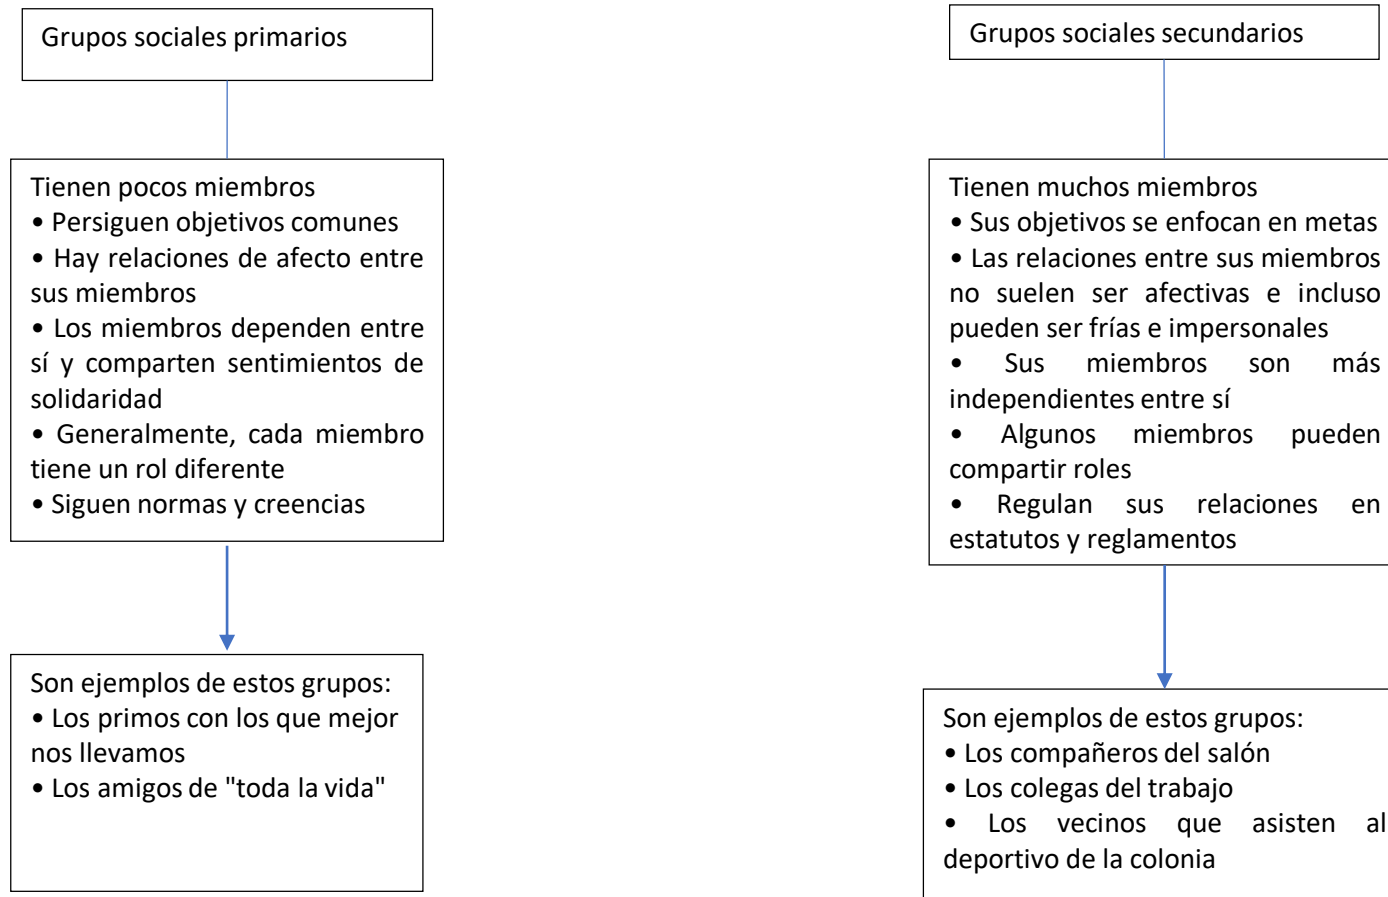 Grupos sociales primarios
Tienen pocos miembros
• Persiguen objetivos comunes
• Hay relaciones de afecto entre
sus miembros
• Los miembros dependen entre
sí y comparten sentimientos de
solidaridad
• Generalmente, cada miembro
tiene un rol diferente
• Siguen normas y creencias
Son ejemplos de estos grupos:
• Los primos con los que mejor
nos llevamos
• Los amigos de "toda la vida"
Grupos sociales secundarios
Tienen muchos miembros
• Sus objetivos se enfocan en metas
• Las relaciones entre sus miembros
no suelen ser afectivas e incluso
pueden ser frías e impersonales
• Sus miembros son más
independientes entre sí
• Algunos miembros pueden
compartir roles
• Regulan sus relaciones en
estatutos y reglamentos
Son ejemplos de estos grupos:
• Los compañeros del salón
• Los colegas del trabajo
• Los vecinos que asisten al
deportivo de la colonia